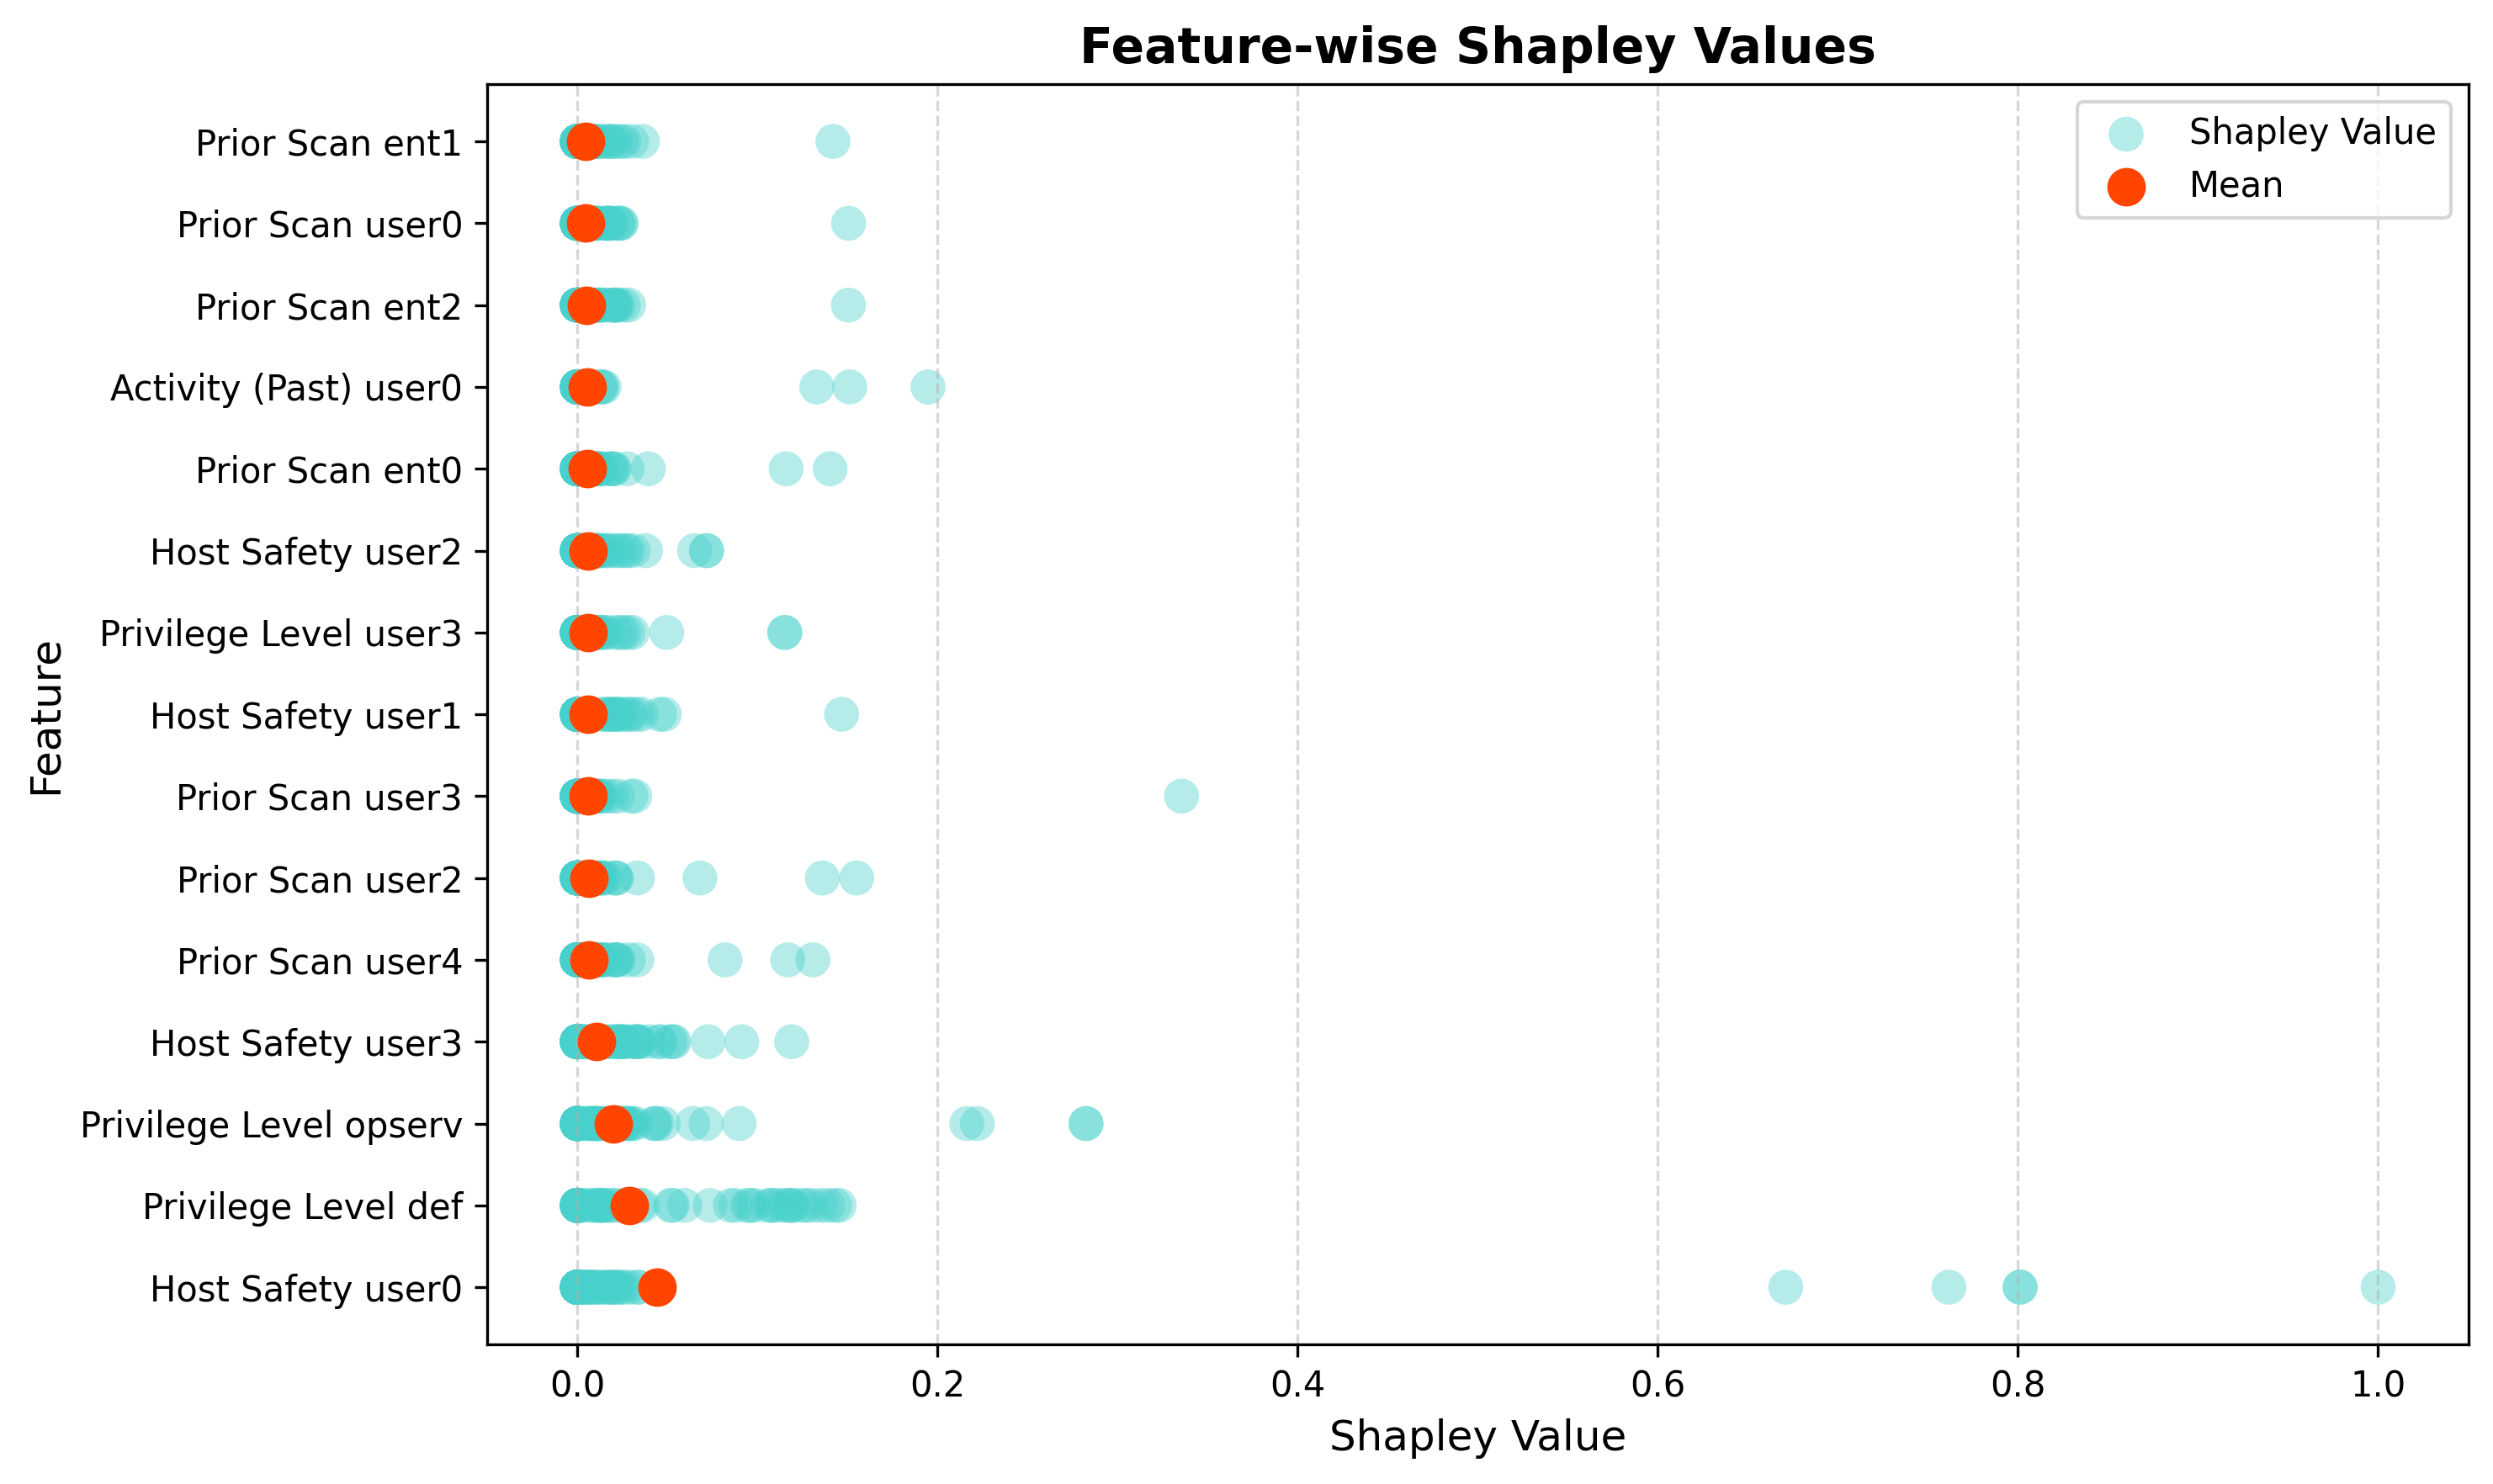 Feature-wise Shapley Values
Shapley Value
Mean
Feature
Prior Scan ent1
Prior Scan user0
Prior Scan ent2
Activity (Past) user0
Prior Scan ent0
Host Safety user2
Privilege Level user3
Host Safety user1
Prior Scan user3
Prior Scan user2
Prior Scan user4
Host Safety user3
Privilege Level opserv
Privilege Level def
Host Safety user0
0.0 0.2 0.4 0.6 0.8 1.0
Shapley Value